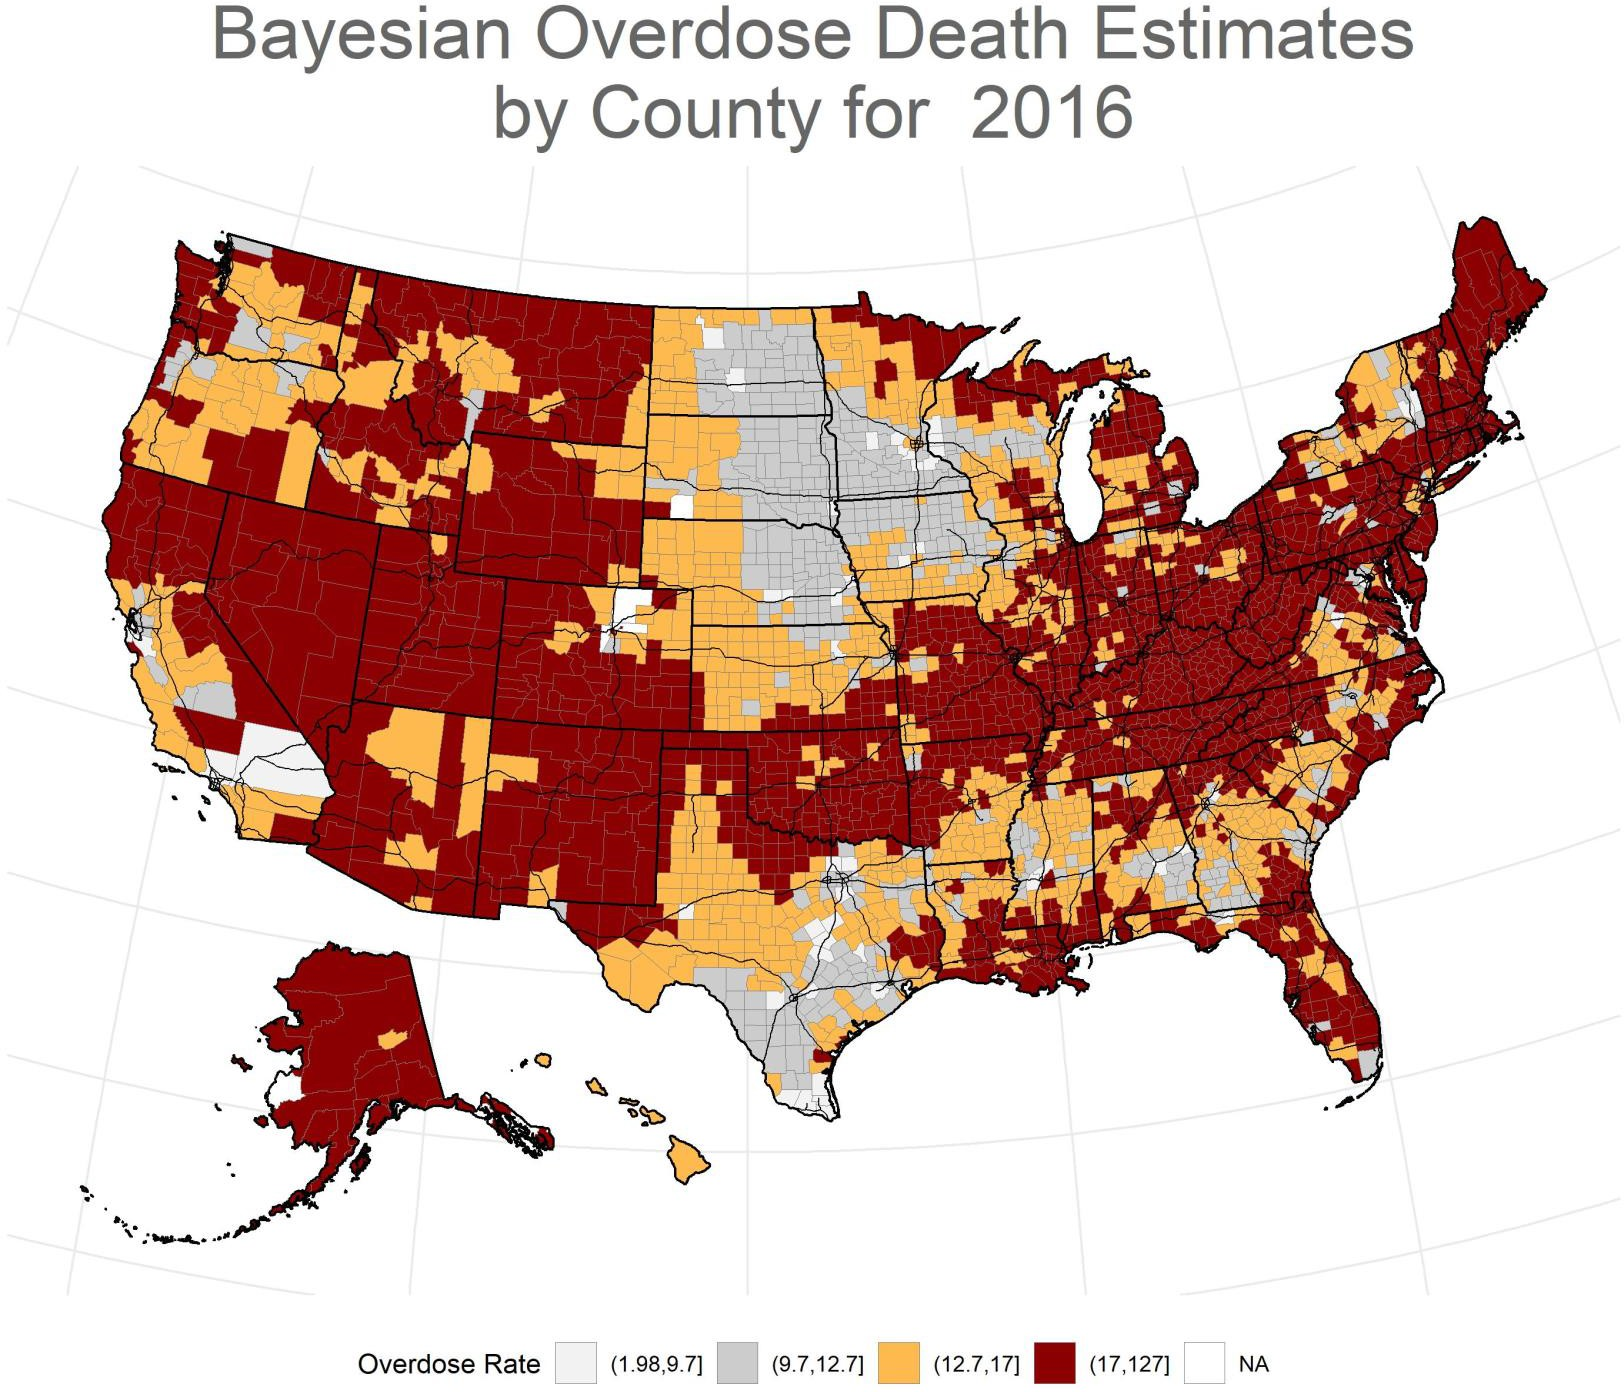 Bayesian Overdose Death Estimates
by County for 2016
Overdose Rate (1.98,9.7] (9.7,12.7] (12.7,17] (17,127] NA